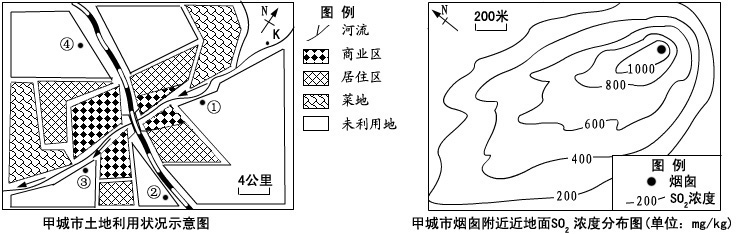 N
K
④
①
③
②
4公里
图 例
河流
商业区
居住区
菜地
未利用地
甲城市土地利用状况示意图
N
200米
1000
800
600
400
200
图 例
烟囱
200 SO₂浓度
甲城市烟囱附近近地面SO₂ 浓度分布图(单位: mg/kg)